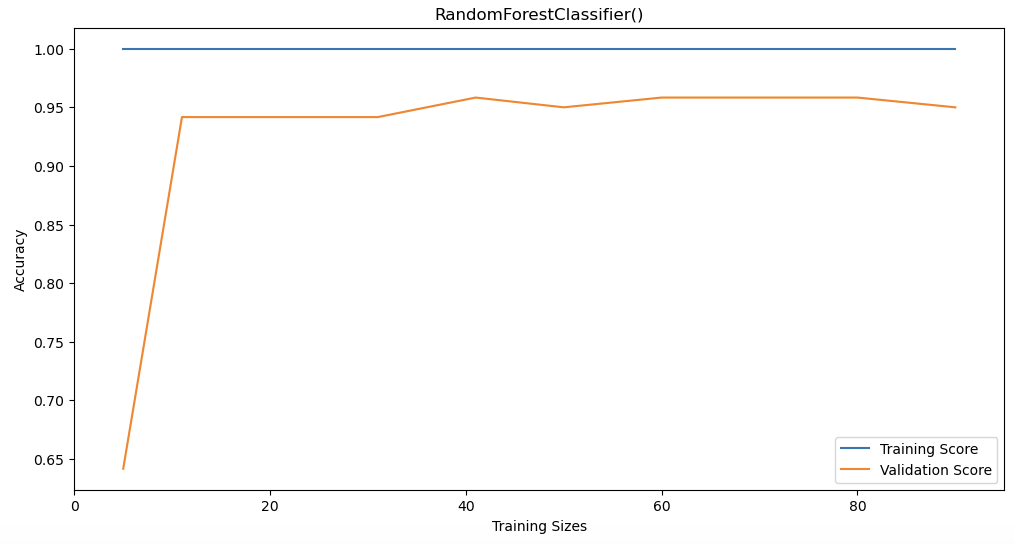 RandomForestClassifier()
1.00
0.95
0.90
0.85
0.80
0.75
0.70
0.65
Accuracy
0
20
40
60
80
Training Sizes
Training Score
Validation Score